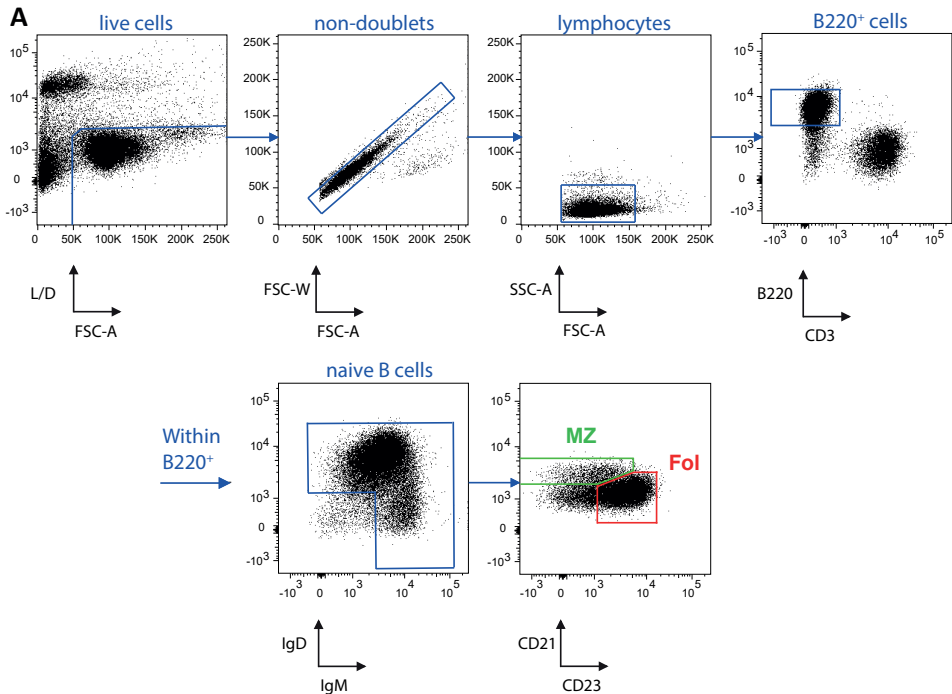 A
live cells
non-doublets
lymphocytes
B220⁺ cells
10⁵
10⁴
10³
0
-10³
0 50K 100K 150K 200K 250K
250K
200K
150K
100K
50K
0
0 50K 100K 150K 200K 250K
250K
200K
150K
100K
50K
0
0 50K 100K 150K 200K 250K
10⁵
10⁴
10³
0
-10³
-10³ 0 10³ 10⁴ 10⁵
L/D
FSC-A
FSC-W
FSC-A
SSC-A
FSC-A
B220
CD3
Within
B220⁺
naive B cells
10⁵
10⁴
10³
0
-10³
-10³ 0 10³ 10⁴ 10⁵
MZ
Fol
10⁵
10⁴
10³
0
-10³
-10³ 0 10³ 10⁴ 10⁵
IgD
IgM
CD21
CD23